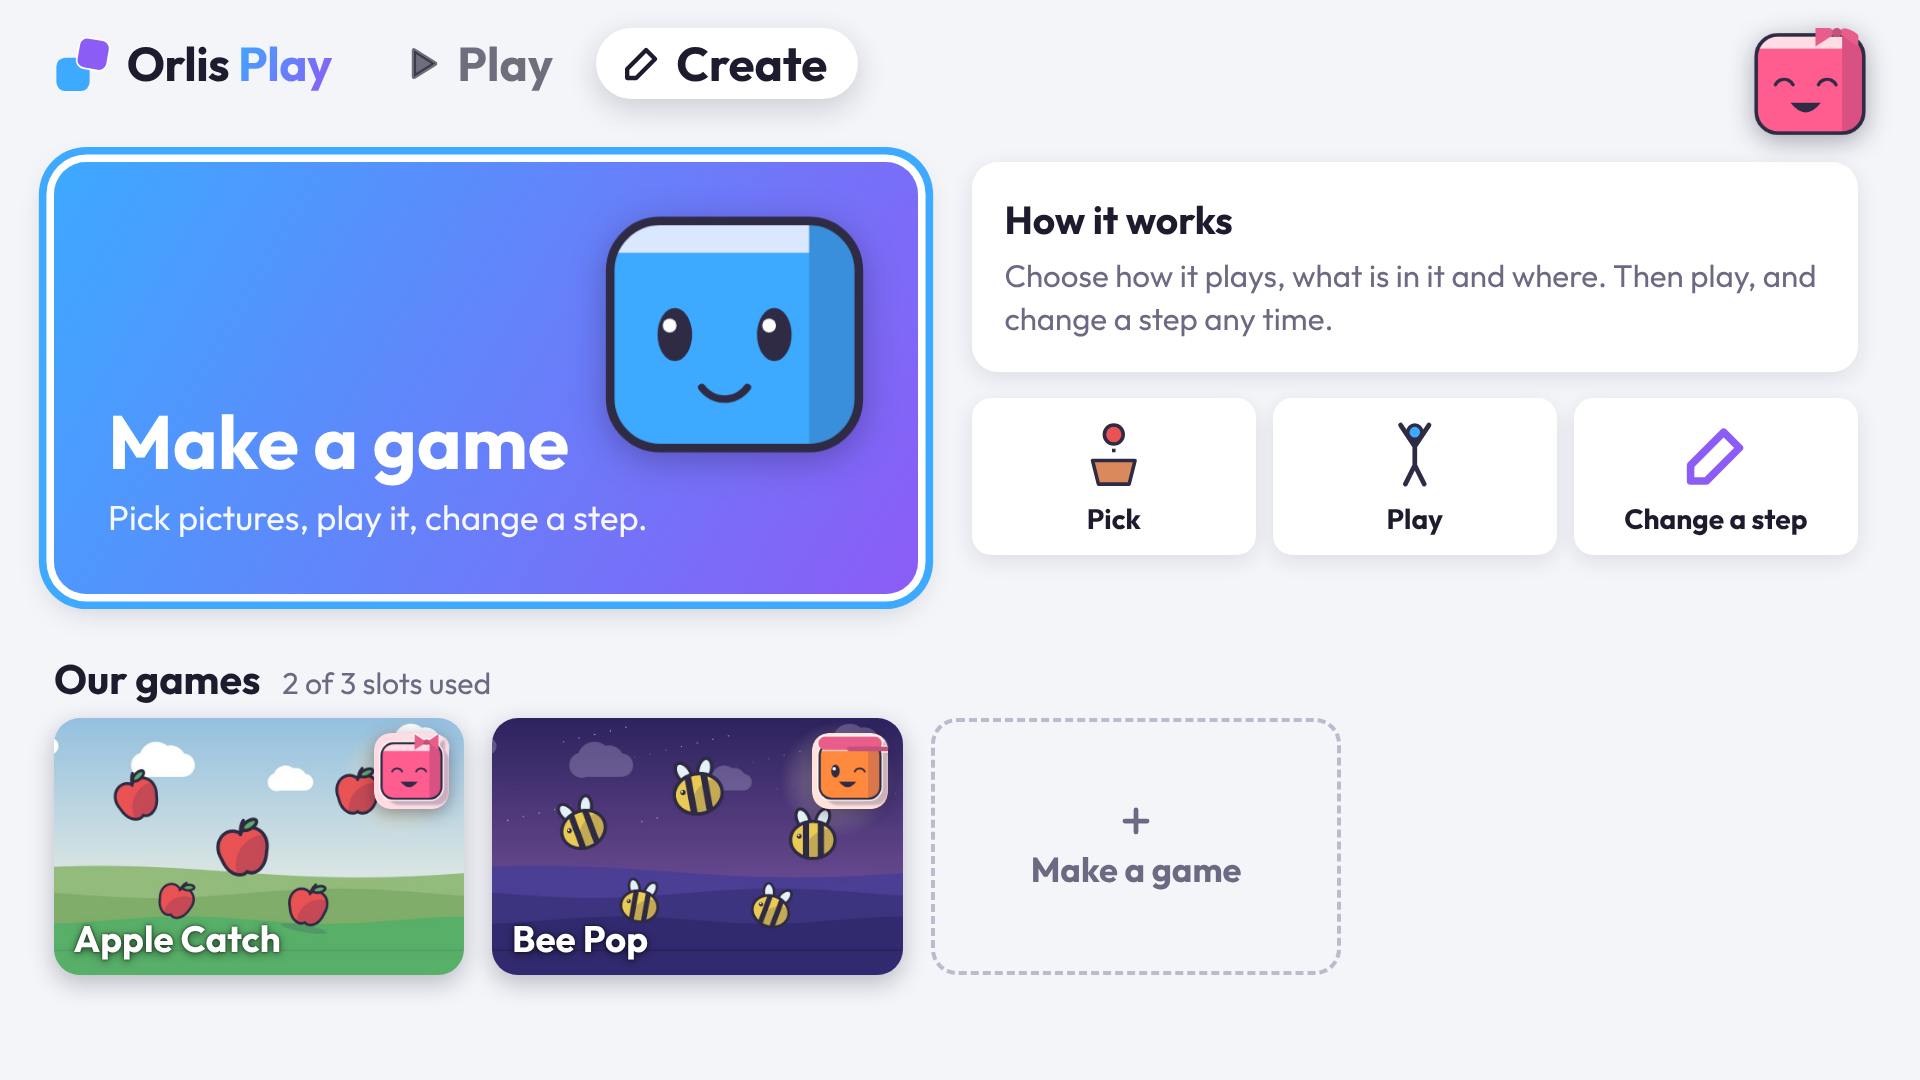 Orlis Play
Play
Create
Make a game
Pick pictures, play it, change a step.
How it works
Choose how it plays, what is in it and where. Then play, and
change a step any time.
Pick
Play
Change a step
Our games
2 of 3 slots used
Apple Catch
Bee Pop
+
Make a game